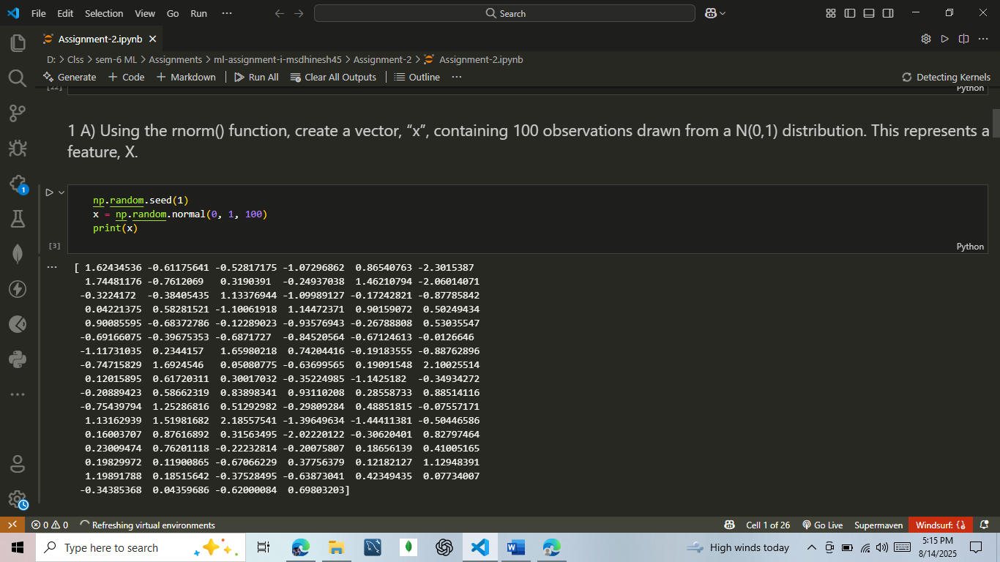 File Edit Selection View Go Run ··· Search
Assignment-2.ipynb
D: > Clss > sem-6 ML > Assignments > ml-assignment-i-msdhinesh45 > Assignment-2 > Assignment-2.ipynb
Generate + Code + Markdown Run All Clear All Outputs Outline ··· Detecting Kernels
[22] Python
1 A) Using the rnorm() function, create a vector, “x”, containing 100 observations drawn from a N(0,1) distribution. This represents a
feature, X.
np.random.seed(1)
x = np.random.normal(0, 1, 100)
print(x)
[3] Python
[ 1.62434536 -0.61175641 -0.52817175 -1.07296862 0.86540763 -2.3015387
1.74481176 -0.7612069 0.3190391 -0.24937038 1.46210794 -2.06014071
-0.3224172 -0.38405435 1.13376944 -1.09989127 -0.17242821 -0.87785842
0.04221375 0.58281521 -1.10061918 1.14472371 0.90159072 0.50249434
0.90085595 -0.68372786 -0.12289023 -0.93576943 -0.26788808 0.53035547
-0.69166075 -0.39675353 -0.6871727 -0.84520564 -0.67124613 -0.0126646
-1.11731035 0.2344157 1.65980218 0.74204416 -0.19183555 -0.88762896
-0.74715829 1.6924546 0.05080775 -0.63699565 0.19091548 2.10025514
0.12015895 0.61720311 0.30017032 -0.35224985 -1.1425182 -0.34934272
-0.20889423 0.58662319 0.83898341 0.93110208 0.28558733 0.88514116
-0.75439794 1.25286816 0.51292982 -0.29809284 0.48851815 -0.07557171
1.13162939 1.51981682 2.18557541 -1.39649634 -1.44411381 -0.50446586
0.16003707 0.87616892 0.31563495 -2.02220122 -0.30620401 0.82797464
0.23009474 0.76201118 -0.22232814 -0.20075807 0.18656139 0.41005165
0.19829972 0.11900865 -0.67066229 0.37756379 0.12182127 1.12948391
1.19891788 0.18515642 -0.37528495 -0.63873041 0.42349435 0.07734007
-0.34385368 0.04359686 -0.62000084 0.69803203]
1
0 0 Refreshing virtual environments Cell 1 of 26 Go Live Supermaven Windsurf: {}
Type here to search High winds today 5:15 PM
8/14/2025